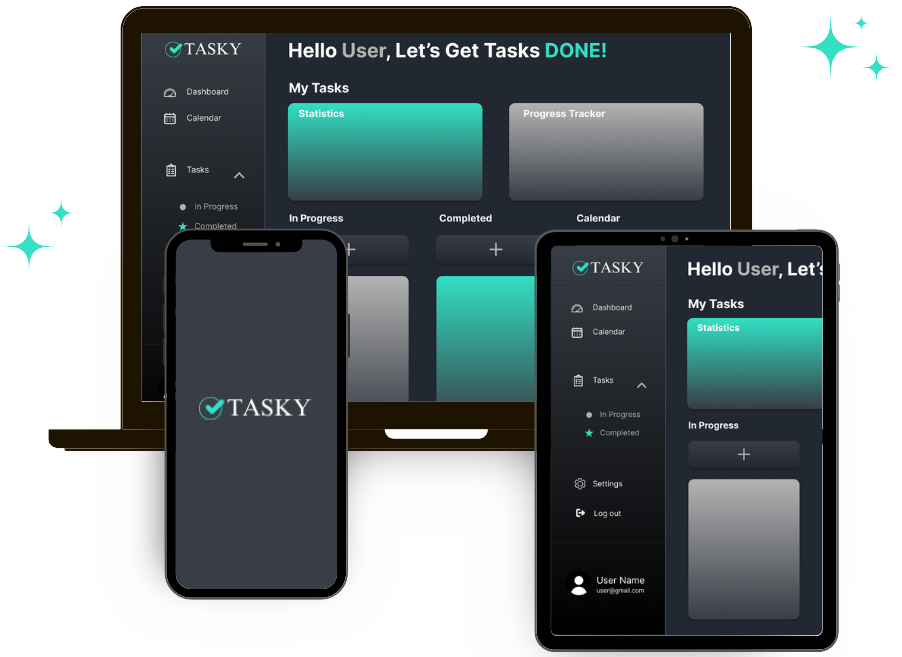 TASKY
Hello User, Let's Get Tasks DONE!
Dashboard
Calendar
Tasks
In Progress
Completed
My Tasks
Statistics
Progress Tracker
In Progress
Completed
Calendar
+
+
TASKY
TASKY
Hello User, Let's
Dashboard
Calendar
Tasks
In Progress
Completed
Settings
Log out
User Name
user@gmail.com
My Tasks
Statistics
In Progress
+